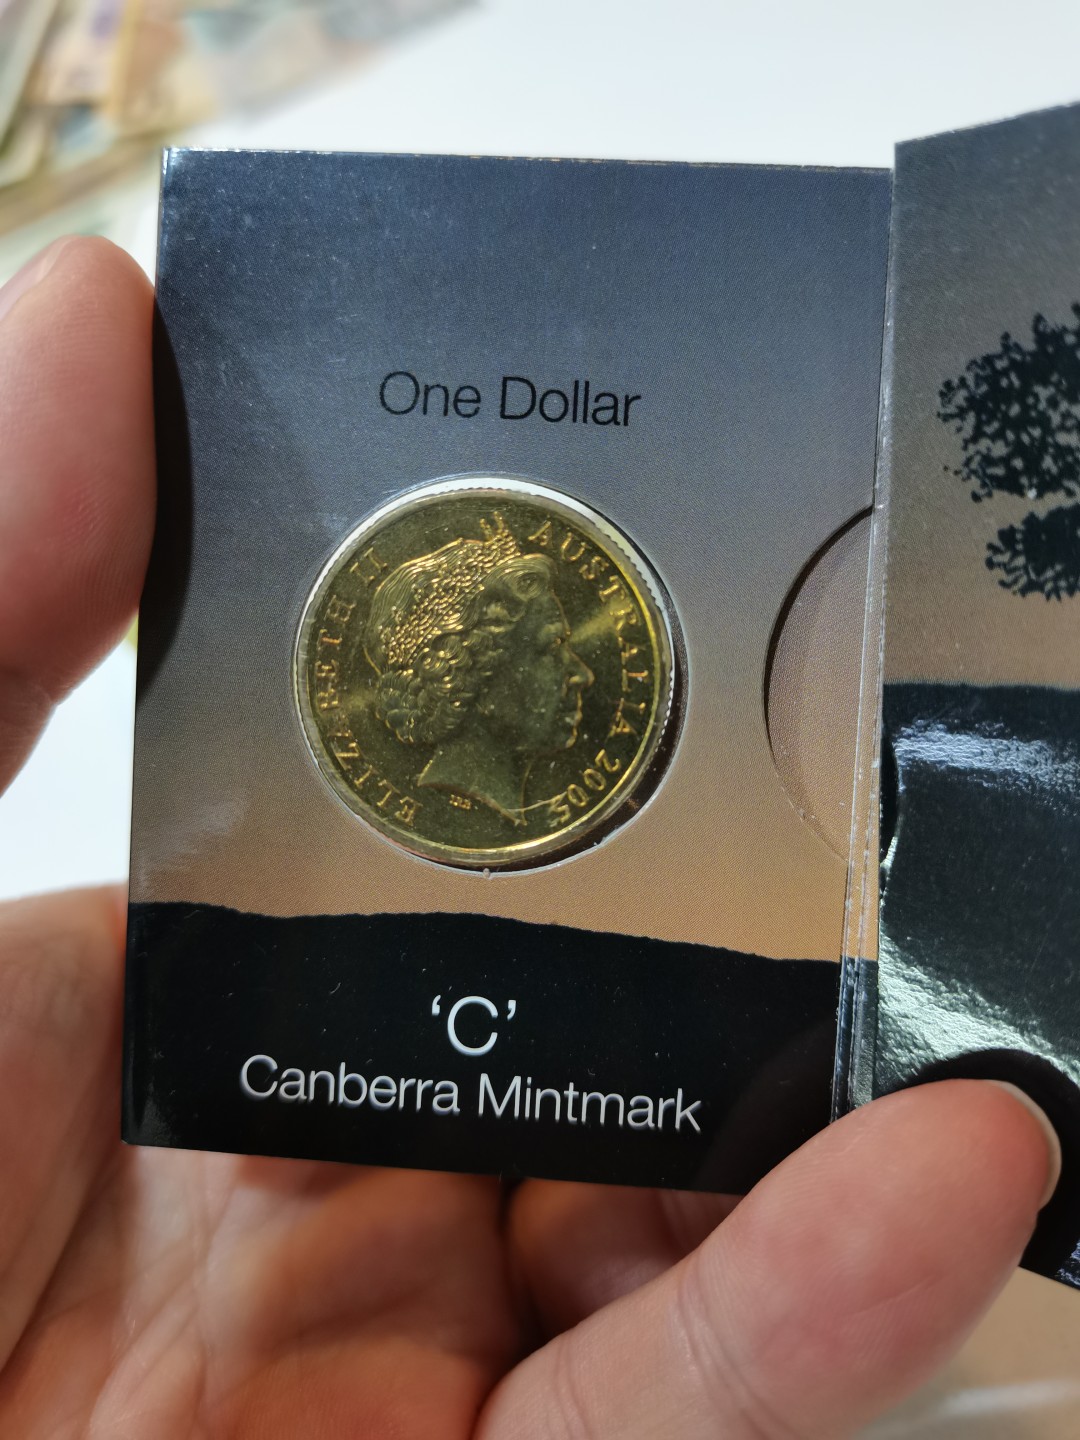 One Dollar
ELIZABETH II AUSTRALIA 2005
'C'
Canberra Mintmark